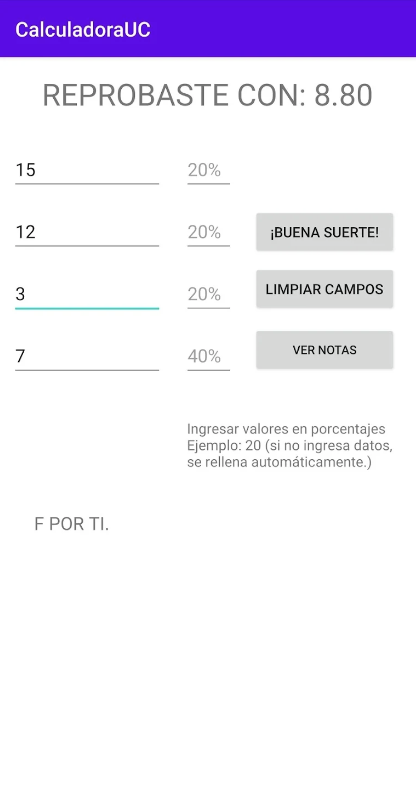 CalculadoraUC
REPROBASTE CON: 8.80
15
20%
12
20%
¡BUENA SUERTE!
3
20%
LIMPIAR CAMPOS
7
40%
VER NOTAS
Ingresar valores en porcentajes
Ejemplo: 20 (si no ingresa datos,
se rellena automáticamente.)
F POR TI.